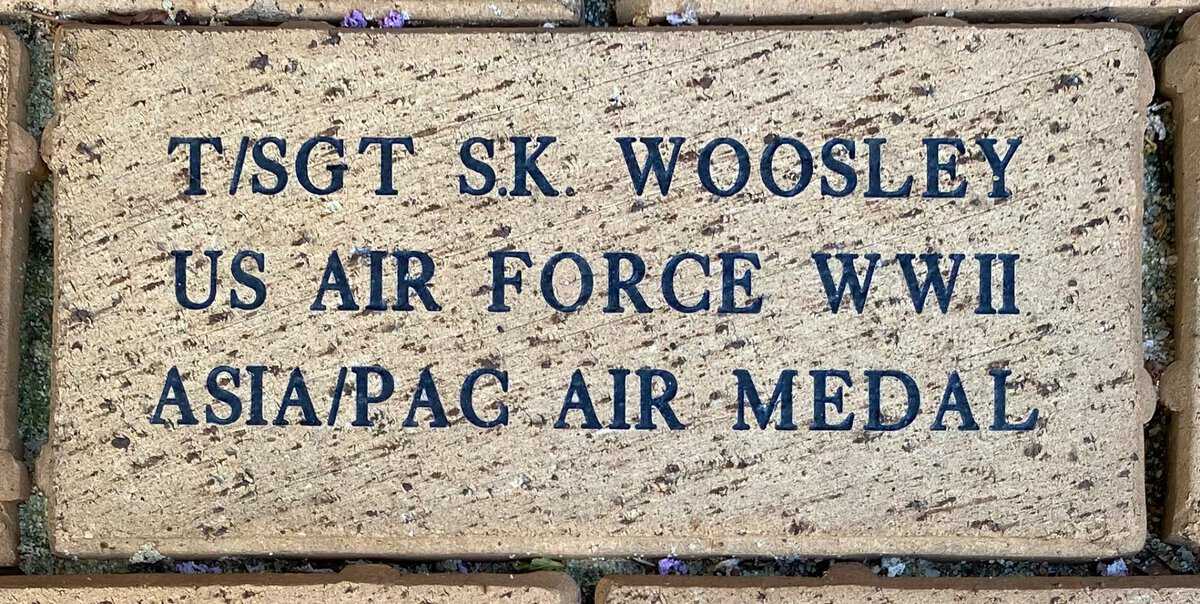 T/SGT S.K. WOOSLEY
US AIR FORCE WWII
ASIA/PAC AIR MEDAL